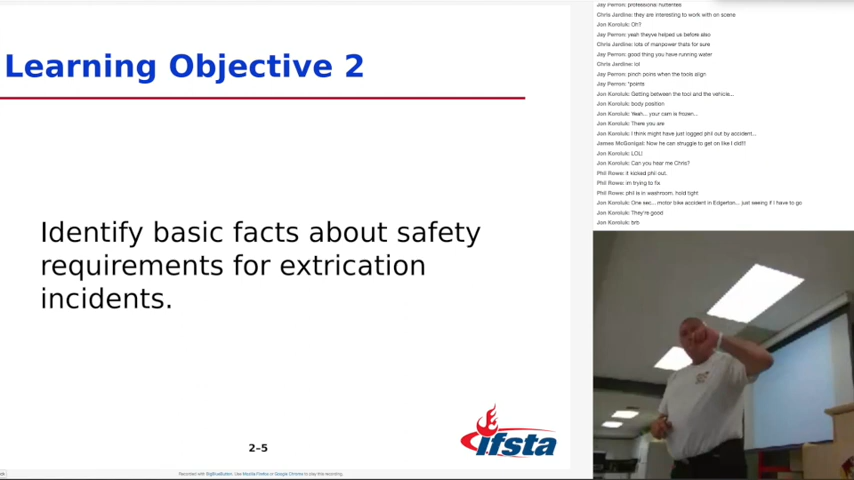 Learning Objective 2
Identify basic facts about safety
requirements for extrication
incidents.
ifsta
2–5
Recorded with BigBlueButton. Use Mozilla Firefox or Google Chrome to play this recording.
Jay Perron: professional nurterites
Chris Jardine: they are interesting to work with on scene
Jon Koroluk: Oh?
Jay Perron: yeah theyve helped us before also
Chris Jardine: lots of manpower thats for sure
Jay Perron: good thing you have running water
Chris Jardine: lol
Jay Perron: pinch poin ts when the tools align
Jay Perron: *points
Jon Koroluk: Getting between the tool and the vehicle...
Jon Koroluk: body position
Jon Koroluk: Yeah... your cam is frozen...
Jon Koroluk: There you are
Jon Koroluk: I think might have just logged phil out by accident...
James McGonigal: Now he can struggle to get on like I did!!!
Jon Koroluk: LOL!
Jon Koroluk: Can you hear me Chris?
Phil Rowe: it kicked phil out.
Phil Rowe: im trying to fix
Phil Rowe: phil is in washroom. hold tight
Jon Koroluk: One sec... motor bike accident in Edgerton... just seeing if I have to go
Jon Koroluk: They're good
Jon Koroluk: brb